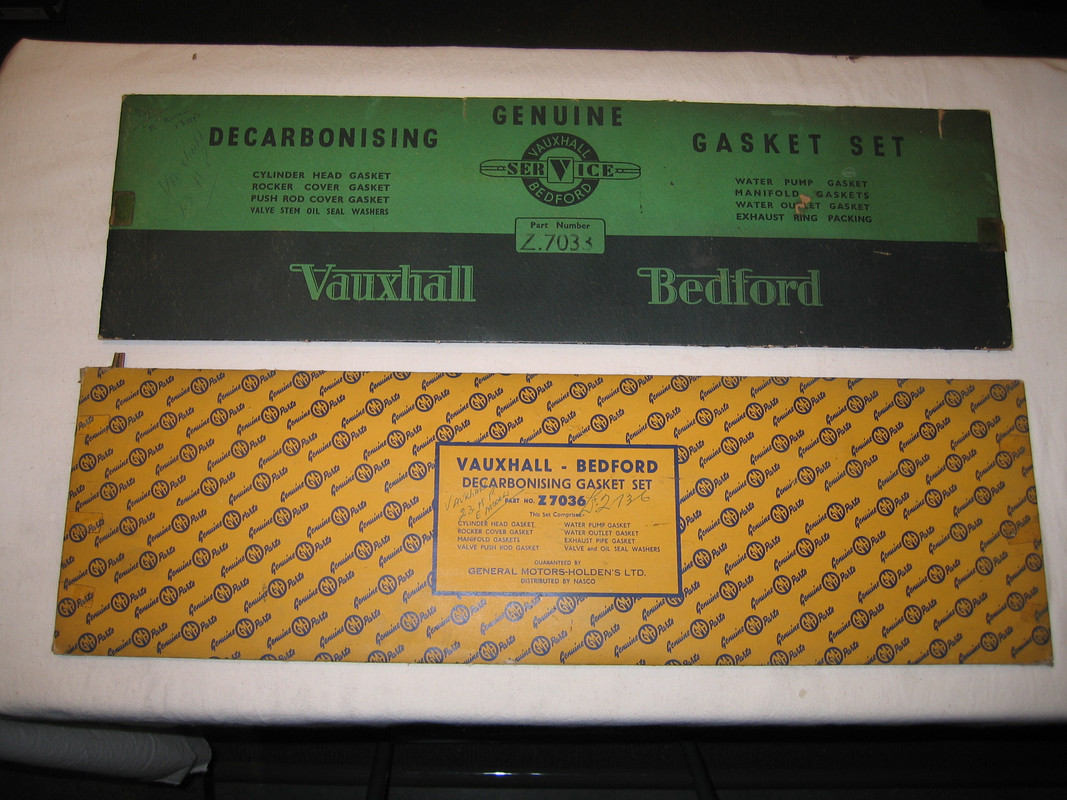 GENUINE
DECARBONISING
GASKET SET
VAUXHALL
SERVICE
BEDFORD
CYLINDER HEAD GASKET
ROCKER COVER GASKET
PUSH ROD COVER GASKET
VALVE STEM OIL SEAL WASHERS
WATER PUMP GASKET
MANIFOLD GASKETS
WATER OUTLET GASKET
EXHAUST RING PACKING
Part Number
Z.7033
Vauxhall
Bedford
Genuine GMH Parts
VAUXHALL - BEDFORD
DECARBONISING GASKET SET
PART NO. Z7036
This Set Comprises:-
CYLINDER HEAD GASKET
ROCKER COVER GASKET
MANIFOLD GASKETS
VALVE PUSH ROD GASKET
WATER PUMP GASKET
WATER OUTLET GASKET
EXHAUST PIPE GASKET
VALVE and OIL SEAL WASHERS
GUARANTEED BY
GENERAL MOTORS-HOLDEN'S LTD.
DISTRIBUTED BY NASCO